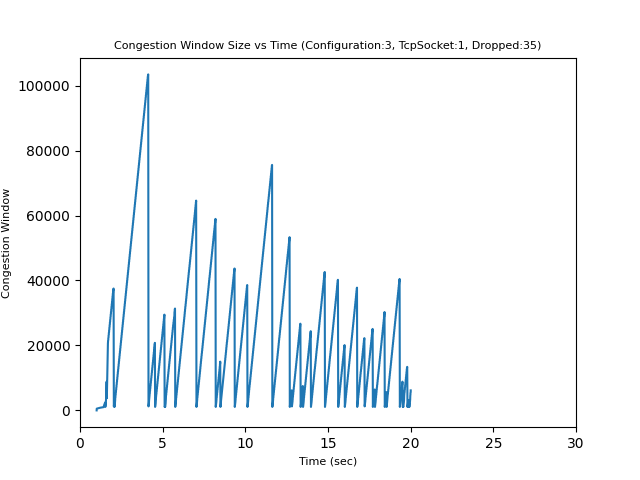 Congestion Window Size vs Time (Configuration:3, TcpSocket:1, Dropped:35)
Congestion Window
100000
80000
60000
40000
20000
0
0 5 10 15 20 25 30
Time (sec)